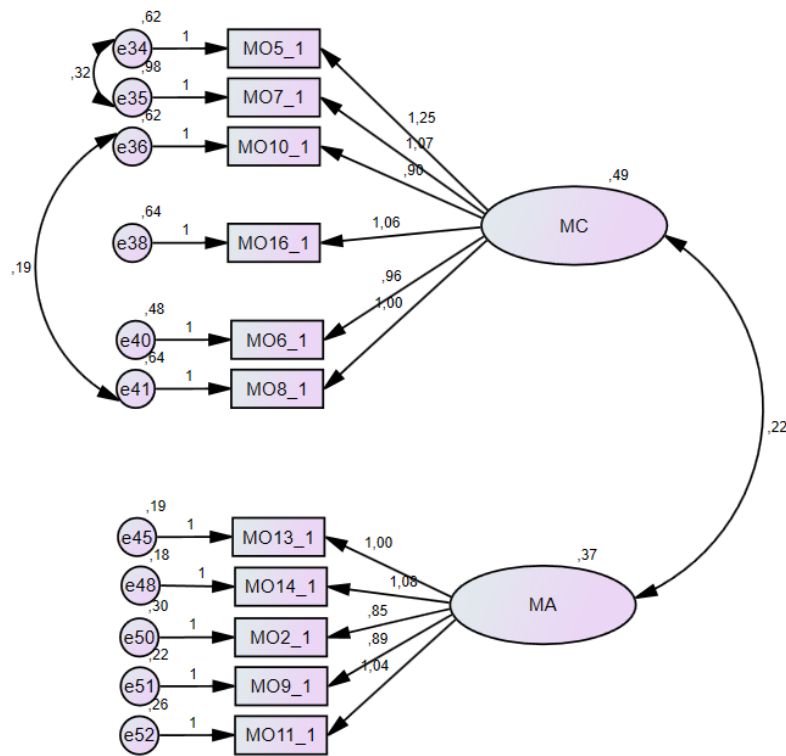 ,62
e34 1 MO5_1
,32
,98
e35 1 MO7_1
,62
e36 1 MO10_1
1,25
1,07
,90
,49
MC
,64
e38 1 MO16_1
1,06
,19
,96
1,00
,48
e40 1 MO6_1
,64
e41 1 MO8_1
,22
,19
e45 1 MO13_1
1,00
,37
,18
e48 1 MO14_1
1,08
MA
,30
e50 1 MO2_1
,85
,22
e51 1 MO9_1
,89
,26
e52 1 MO11_1
1,04